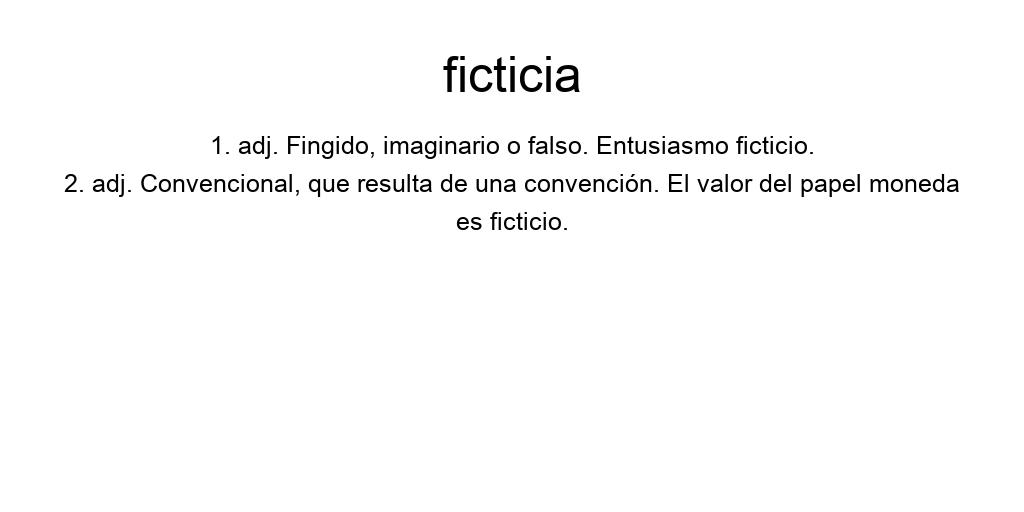 ficticia
1. adj. Fingido, imaginario o falso. Entusiasmo ficticio.
2. adj. Convencional, que resulta de una convención. El valor del papel moneda
es ficticio.